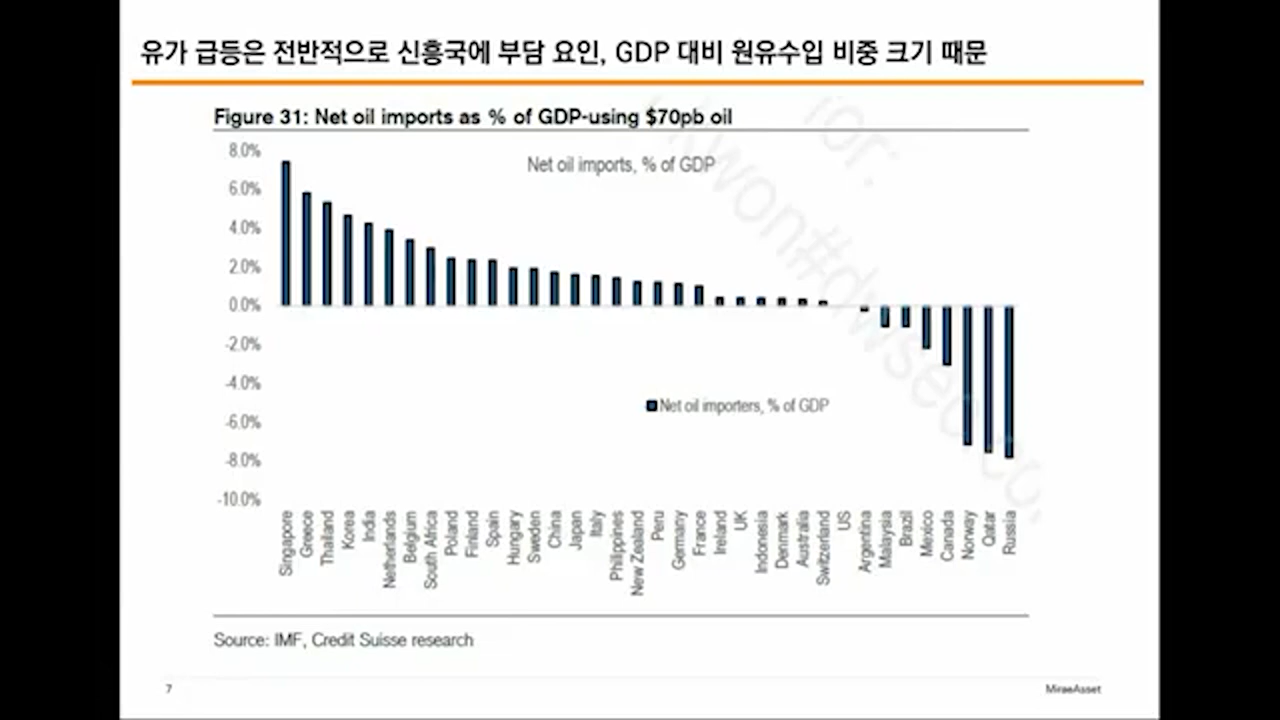 유가 급등은 전반적으로 신흥국에 부담 요인, GDP 대비 원유수입 비중 크기 때문
Figure 31: Net oil imports as % of GDP-using $70pb oil
Net oil imports, % of GDP
8.0%
6.0%
4.0%
2.0%
0.0%
-2.0%
-4.0%
-6.0%
-8.0%
-10.0%
Net oil importers, % of GDP
Singapore
Greece
Thailand
Korea
India
Netherlands
Belgium
South Africa
Poland
Finland
Spain
Hungary
Sweden
China
Japan
Italy
Philippines
New Zealand
Peru
Germany
France
Ireland
UK
Indonesia
Denmark
Australia
Switzerland
US
Argentina
Malaysia
Brazil
Mexico
Canada
Norway
Qatar
Russia
Source: IMF, Credit Suisse research
7
MiraeAsset
for: